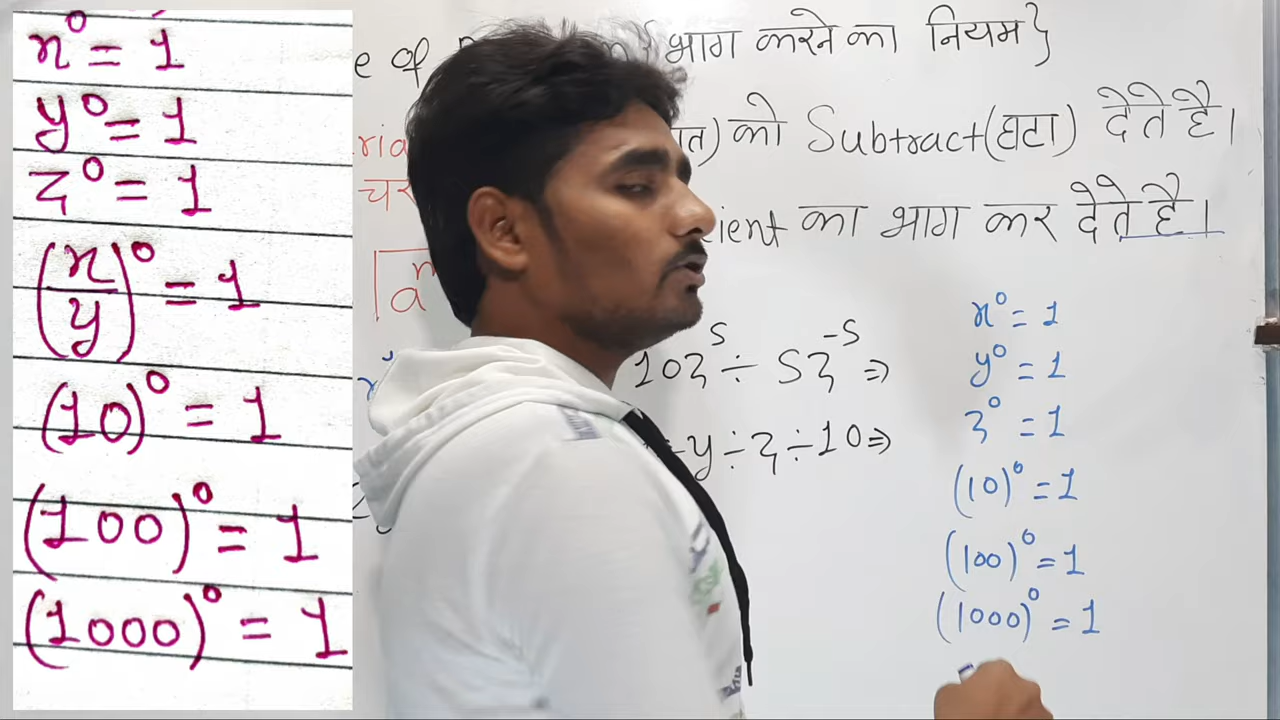 x⁰ = 1
y⁰ = 1
z⁰ = 1
(x/y)⁰ = 1
(10)⁰ = 1
(100)⁰ = 1
(1000)⁰ = 1
e of {भाग करने का नियम}
को Subtract (घटा) देते है।
का भाग कर देते है।
10z⁵ ÷ 5z⁻⁵ ⇒
y ÷ z ÷ 10 ⇒
x⁰ = 1
y⁰ = 1
z⁰ = 1
(10)⁰ = 1
(100)⁰ = 1
(1000)⁰ = 1